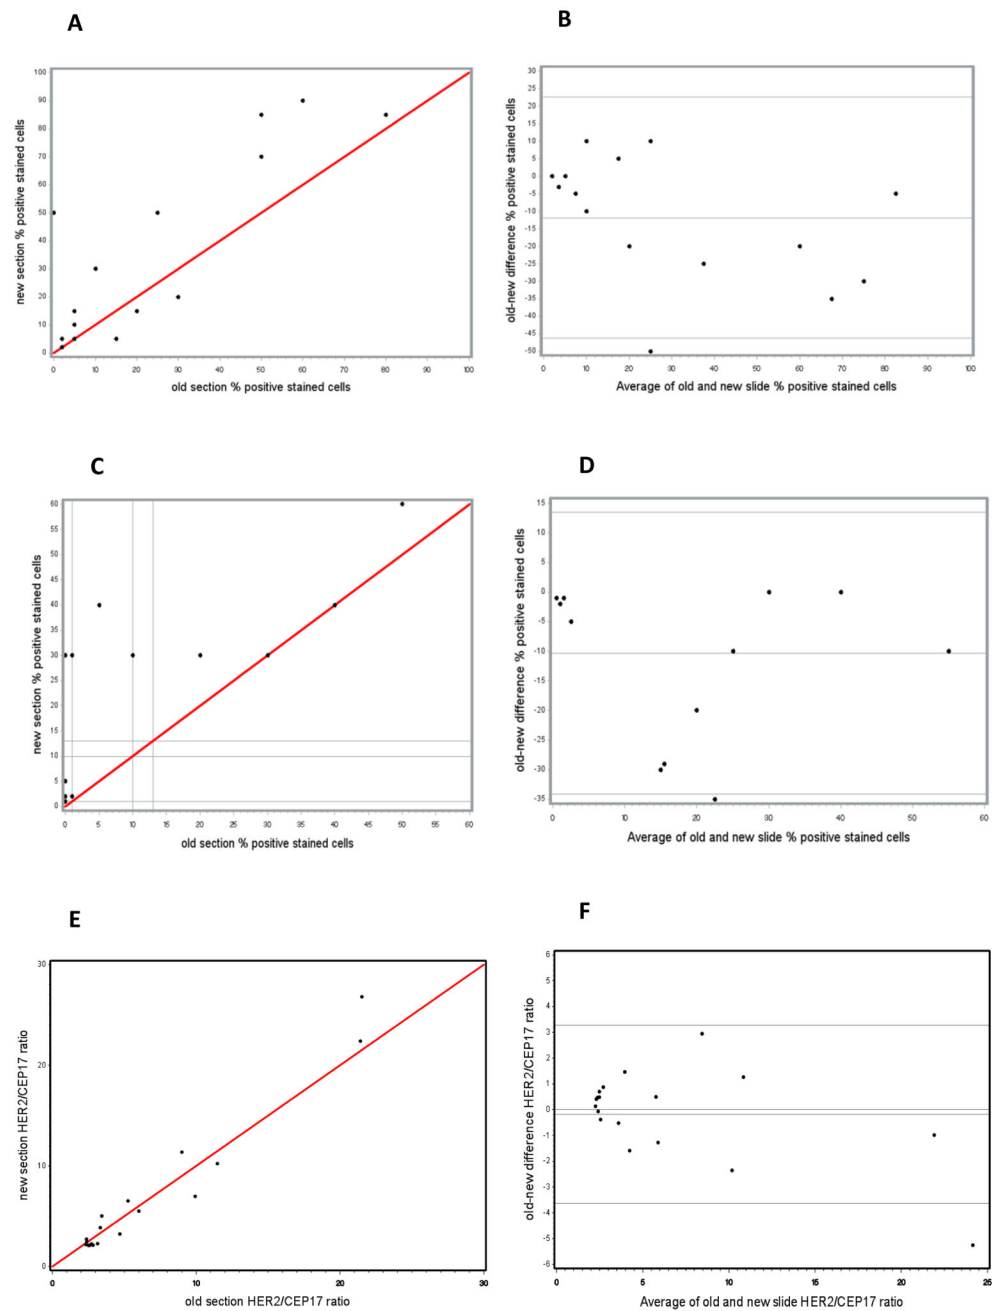 A
B
new section % positive stained cells
100
90
80
70
60
50
40
30
20
10
0
0 10 20 30 40 50 60 70 80 90 100
old section % positive stained cells
old-new difference % positive stained cells
30
25
20
15
10
5
0
-5
-10
-15
-20
-25
-30
-35
-40
-45
-50
0 10 20 30 40 50 60 70 80 90 100
Average of old and new slide % positive stained cells
C
D
new section % positive stained cells
60
55
50
45
40
35
30
25
20
15
10
5
0
0 5 10 15 20 25 30 35 40 45 50 55 60
old section % positive stained cells
old-new difference % positive stained cells
15
10
5
0
-5
-10
-15
-20
-25
-30
-35
0 10 20 30 40 50 60
Average of old and new slide % positive stained cells
E
F
new section HER2/CEP17 ratio
30
20
10
0
0 10 20 30
old section HER2/CEP17 ratio
old-new difference HER2/CEP17 ratio
6
5
4
3
2
1
0
-1
-2
-3
-4
-5
-6
0 5 10 15 20 25
Average of old and new slide HER2/CEP17 ratio